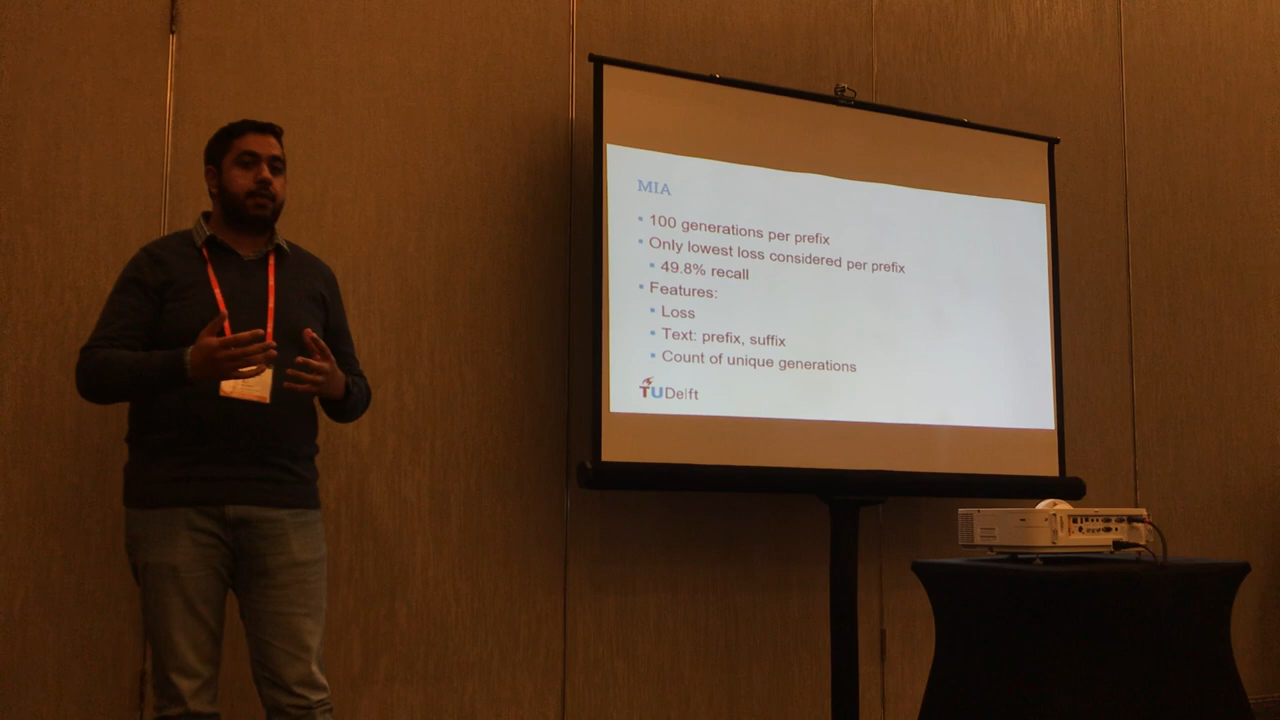 MIA
▪ 100 generations per prefix
▪ Only lowest loss considered per prefix
▪ 49.8% recall
▪ Features:
▪ Loss
▪ Text: prefix, suffix
▪ Count of unique generations
TUDelft